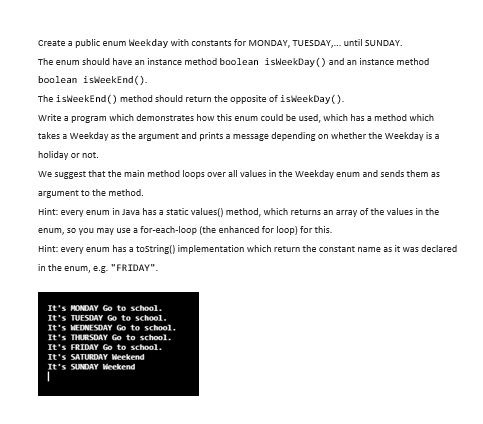 Create a public enum Weekday with constants for MONDAY, TUESDAY,... until SUNDAY.
The enum should have an instance method boolean isWeekDay() and an instance method
boolean isWeekEnd().
The isWeekEnd() method should return the opposite of isWeekDay().
Write a program which demonstrates how this enum could be used, which has a method which
takes a Weekday as the argument and prints a message depending on whether the Weekday is a
holiday or not.
We suggest that the main method loops over all values in the Weekday enum and sends them as
argument to the method.
Hint: every enum in Java has a static values() method, which returns an array of the values in the
enum, so you may use a for-each-loop (the enhanced for loop) for this.
Hint: every enum has a toString() implementation which return the constant name as it was declared
in the enum, e.g. "FRIDAY".
It's MONDAY Go to school.
It's TUESDAY Go to school.
It's WEDNESDAY Go to school.
It's THURSDAY Go to school.
It's FRIDAY Go to school.
It's SATURDAY Weekend
It's SUNDAY Weekend